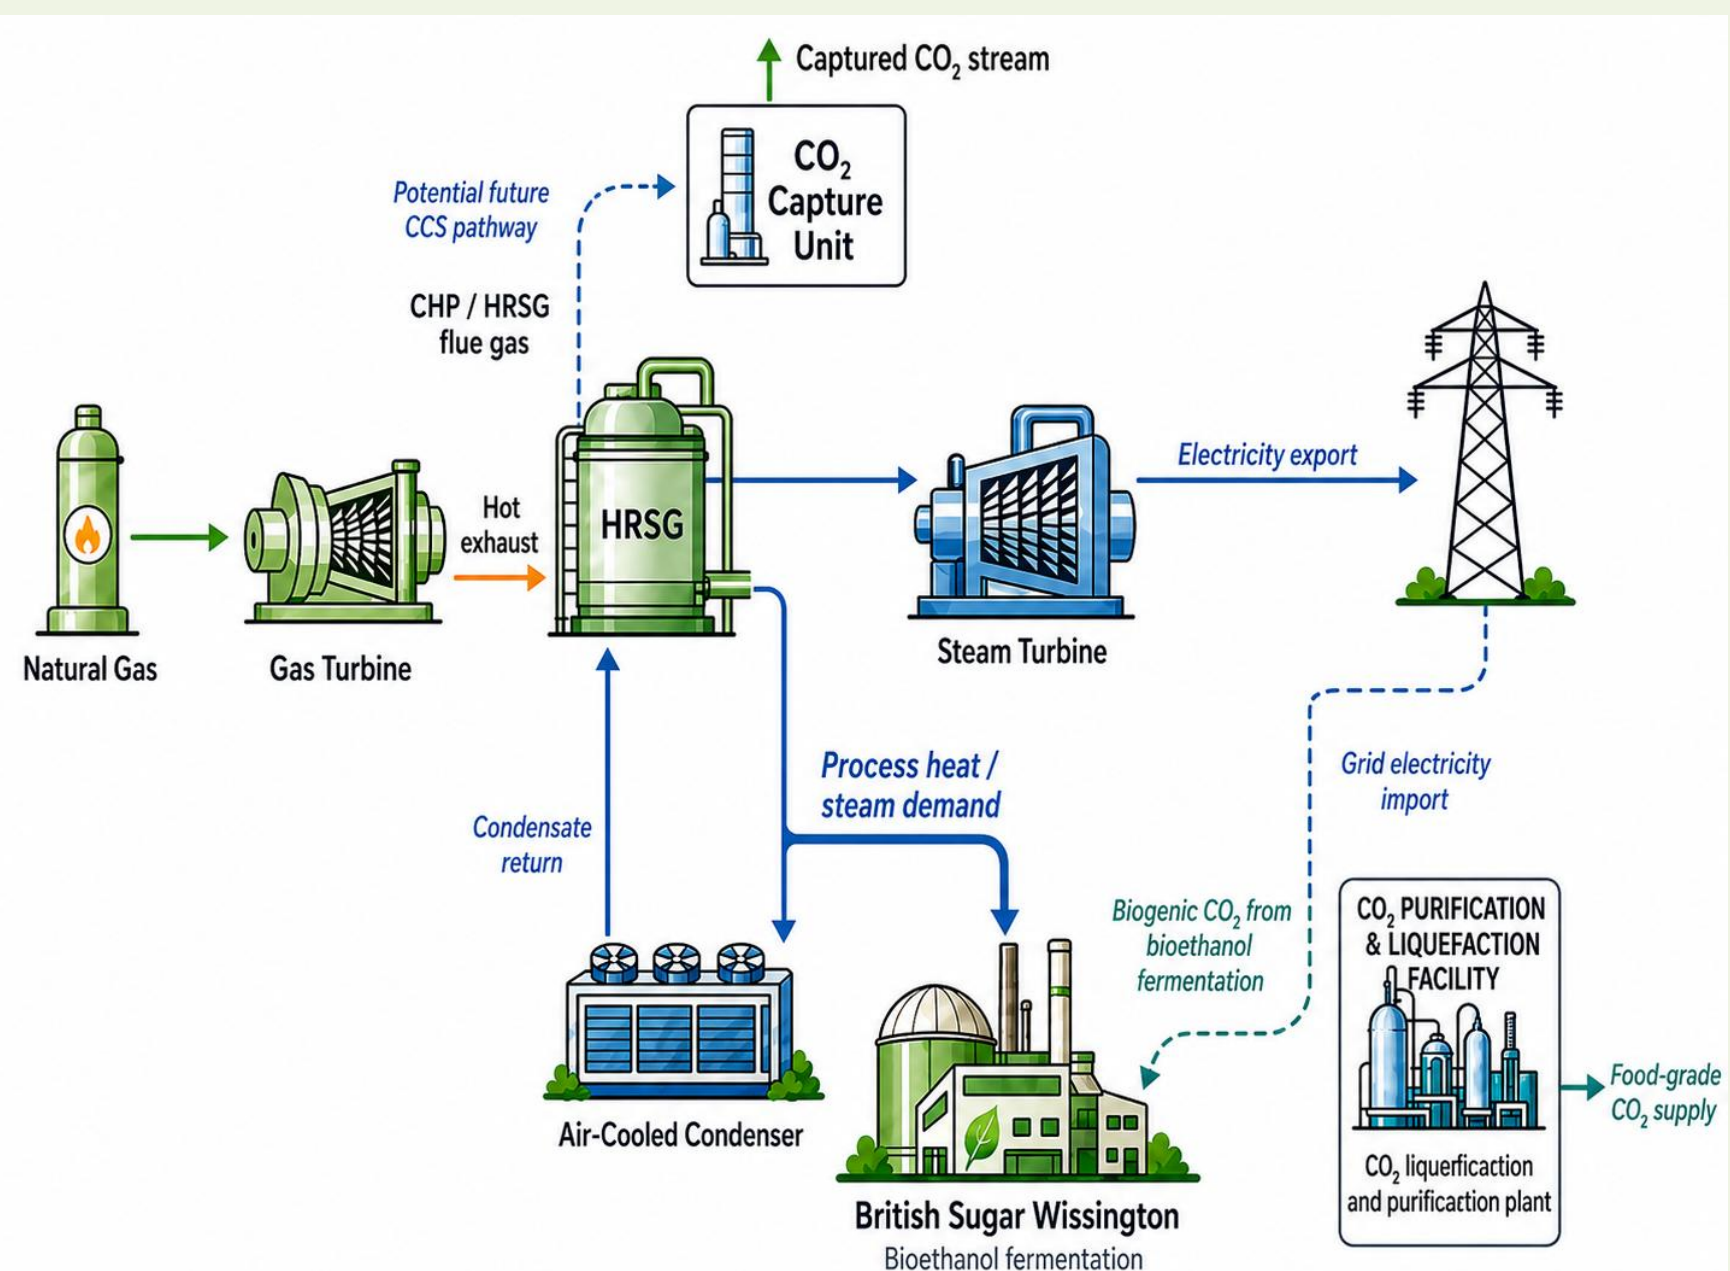 Captured CO₂ stream
CO₂
Capture
Unit
Potential future
CCS pathway
CHP / HRSG
flue gas
Hot
exhaust
HRSG
Electricity export
Natural Gas
Gas Turbine
Steam Turbine
Process heat /
steam demand
Grid electricity
import
Condensate
return
Biogenic CO₂ from
bioethanol
fermentation
CO₂ PURIFICATION
& LIQUEFACTION
FACILITY
Food-grade
CO₂ supply
Air-Cooled Condenser
CO₂ liquerficaction
and purificarttion plant
British Sugar Wissington
Bioethanol fermentation